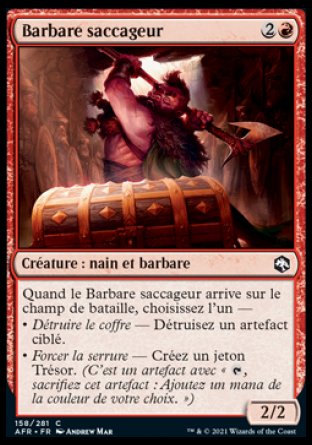 Barbare saccageur 2
Créature : nain et barbare
Quand le Barbare saccageur arrive sur le
champ de bataille, choisissez l'un —
• Détruire le coffre — Détruisez un artefact
ciblé.
• Forcer la serrure — Créez un jeton
Trésor. (C'est un artefact avec « ,
sacrifiez cet artefact : Ajoutez un mana de
la couleur de votre choix. »)
2/2
158/281 C
AFR • FR Andrew Mar
™ & © 2021 Wizards of the Coast